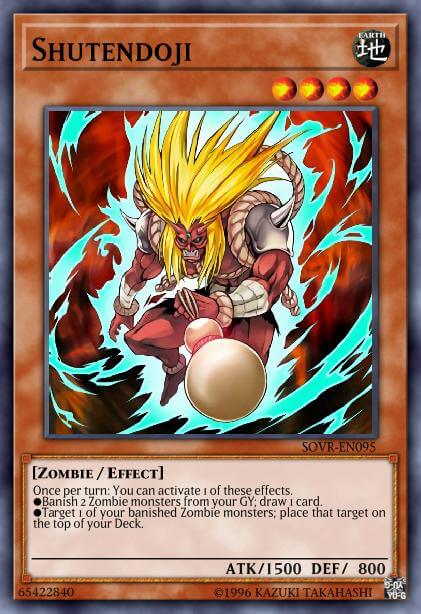 SHUTENDOJI
EARTH
地
SOVR-EN095
[ZOMBIE / EFFECT]
Once per turn: You can activate 1 of these effects.
●Banish 2 Zombie monsters from your GY; draw 1 card.
●Target 1 of your banished Zombie monsters; place that target on
the top of your Deck.
ATK/1500 DEF/ 800
65422840
©1996 KAZUKI TAKAHASHI